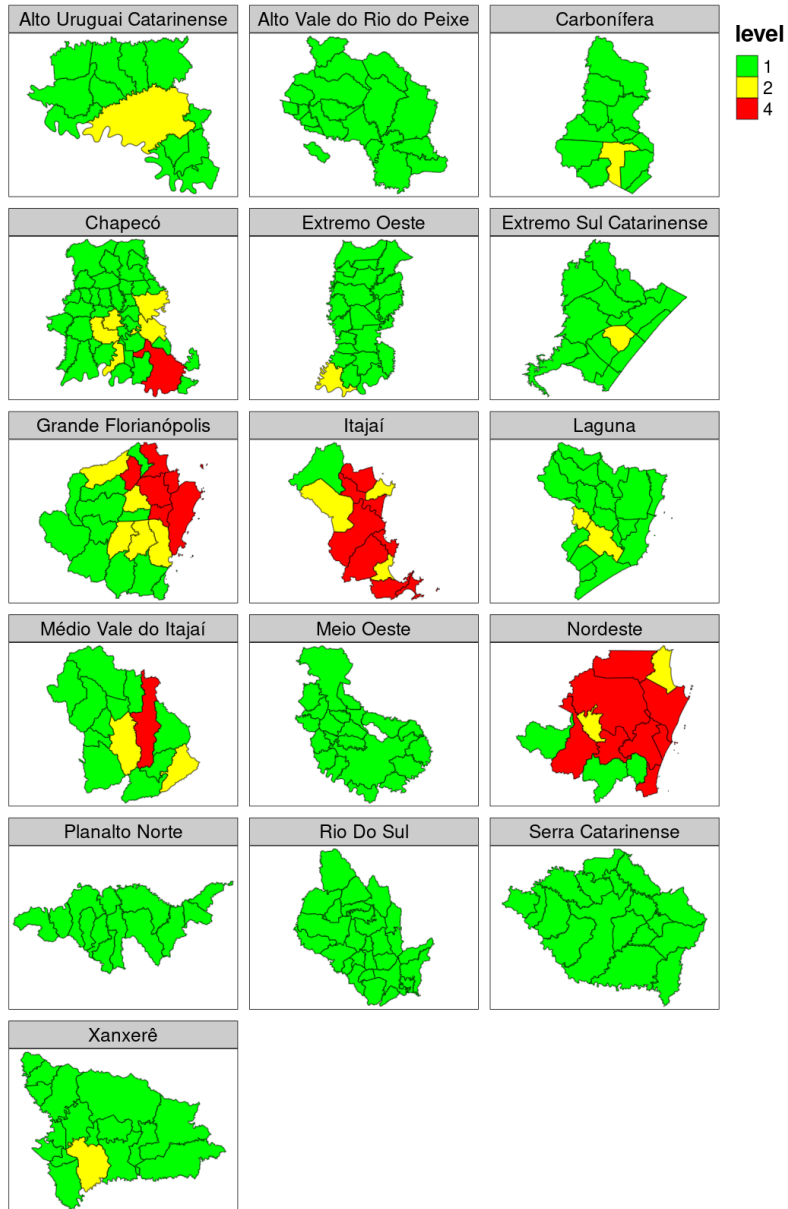 Alto Uruguai Catarinense
Alto Vale do Rio do Peixe
Carbonífera
level
1
2
4
Chapecó
Extremo Oeste
Extremo Sul Catarinense
Grande Florianópolis
Itajaí
Laguna
Médio Vale do Itajaí
Meio Oeste
Nordeste
Planalto Norte
Rio Do Sul
Serra Catarinense
Xanxerê